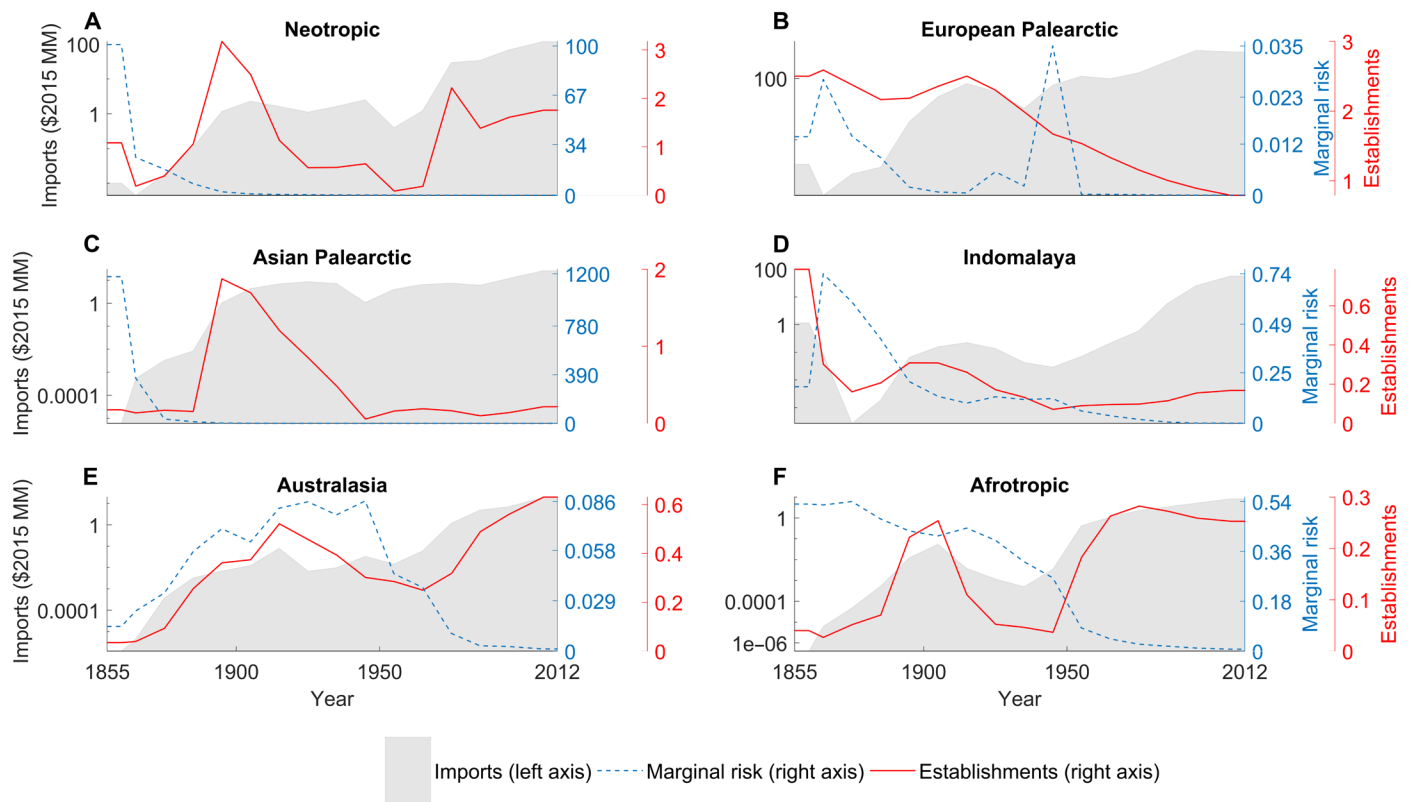 A
Neotropic
Imports ($2015 MM)
100
1
100
67
34
0
3
2
1
0
B
European Palearctic
100
0.035
0.023
0.012
0
Marginal risk
3
2
1
Establishments
C
Asian Palearctic
Imports ($2015 MM)
1
0.0001
1200
780
390
0
2
1
0
D
Indomalaya
100
1
0.74
0.49
0.25
0
Marginal risk
0.6
0.4
0.2
0
Establishments
E
Australasia
Imports ($2015 MM)
1
0.0001
0.086
0.058
0.029
0
0.6
0.4
0.2
0
1855
1900
1950
2012
Year
F
Afrotropic
1
0.0001
1e-06
0.54
0.36
0.18
0
Marginal risk
0.3
0.2
0.1
0
Establishments
1855
1900
1950
2012
Year
Imports (left axis)
Marginal risk (right axis)
Establishments (right axis)